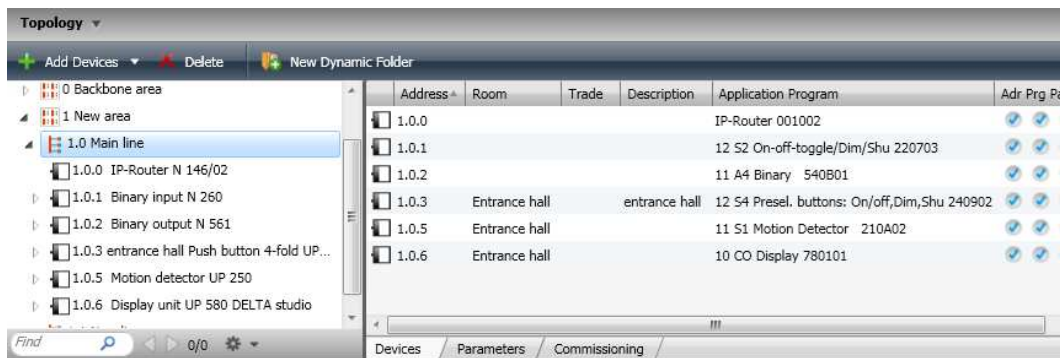 Topology
Add Devices Delete New Dynamic Folder
0 Backbone area
1 New area
1.0 Main line
1.0.0 IP-Router N 146/02
1.0.1 Binary input N 260
1.0.2 Binary output N 561
1.0.3 entrance hall Push button 4-fold UP...
1.0.5 Motion detector UP 250
1.0.6 Display unit UP 580 DELTA studio
Find 0/0
Address Room Trade Description Application Program Adr Prg Pa
1.0.0 IP-Router 001002
1.0.1 12 S2 On-off-toggle/Dim/Shu 220703
1.0.2 11 A4 Binary 540B01
1.0.3 Entrance hall entrance hall 12 S4 Presel. buttons: On/off,Dim,Shu 240902
1.0.5 Entrance hall 11 S1 Motion Detector 210A02
1.0.6 Entrance hall 10 CO Display 780101
Devices Parameters Commissioning